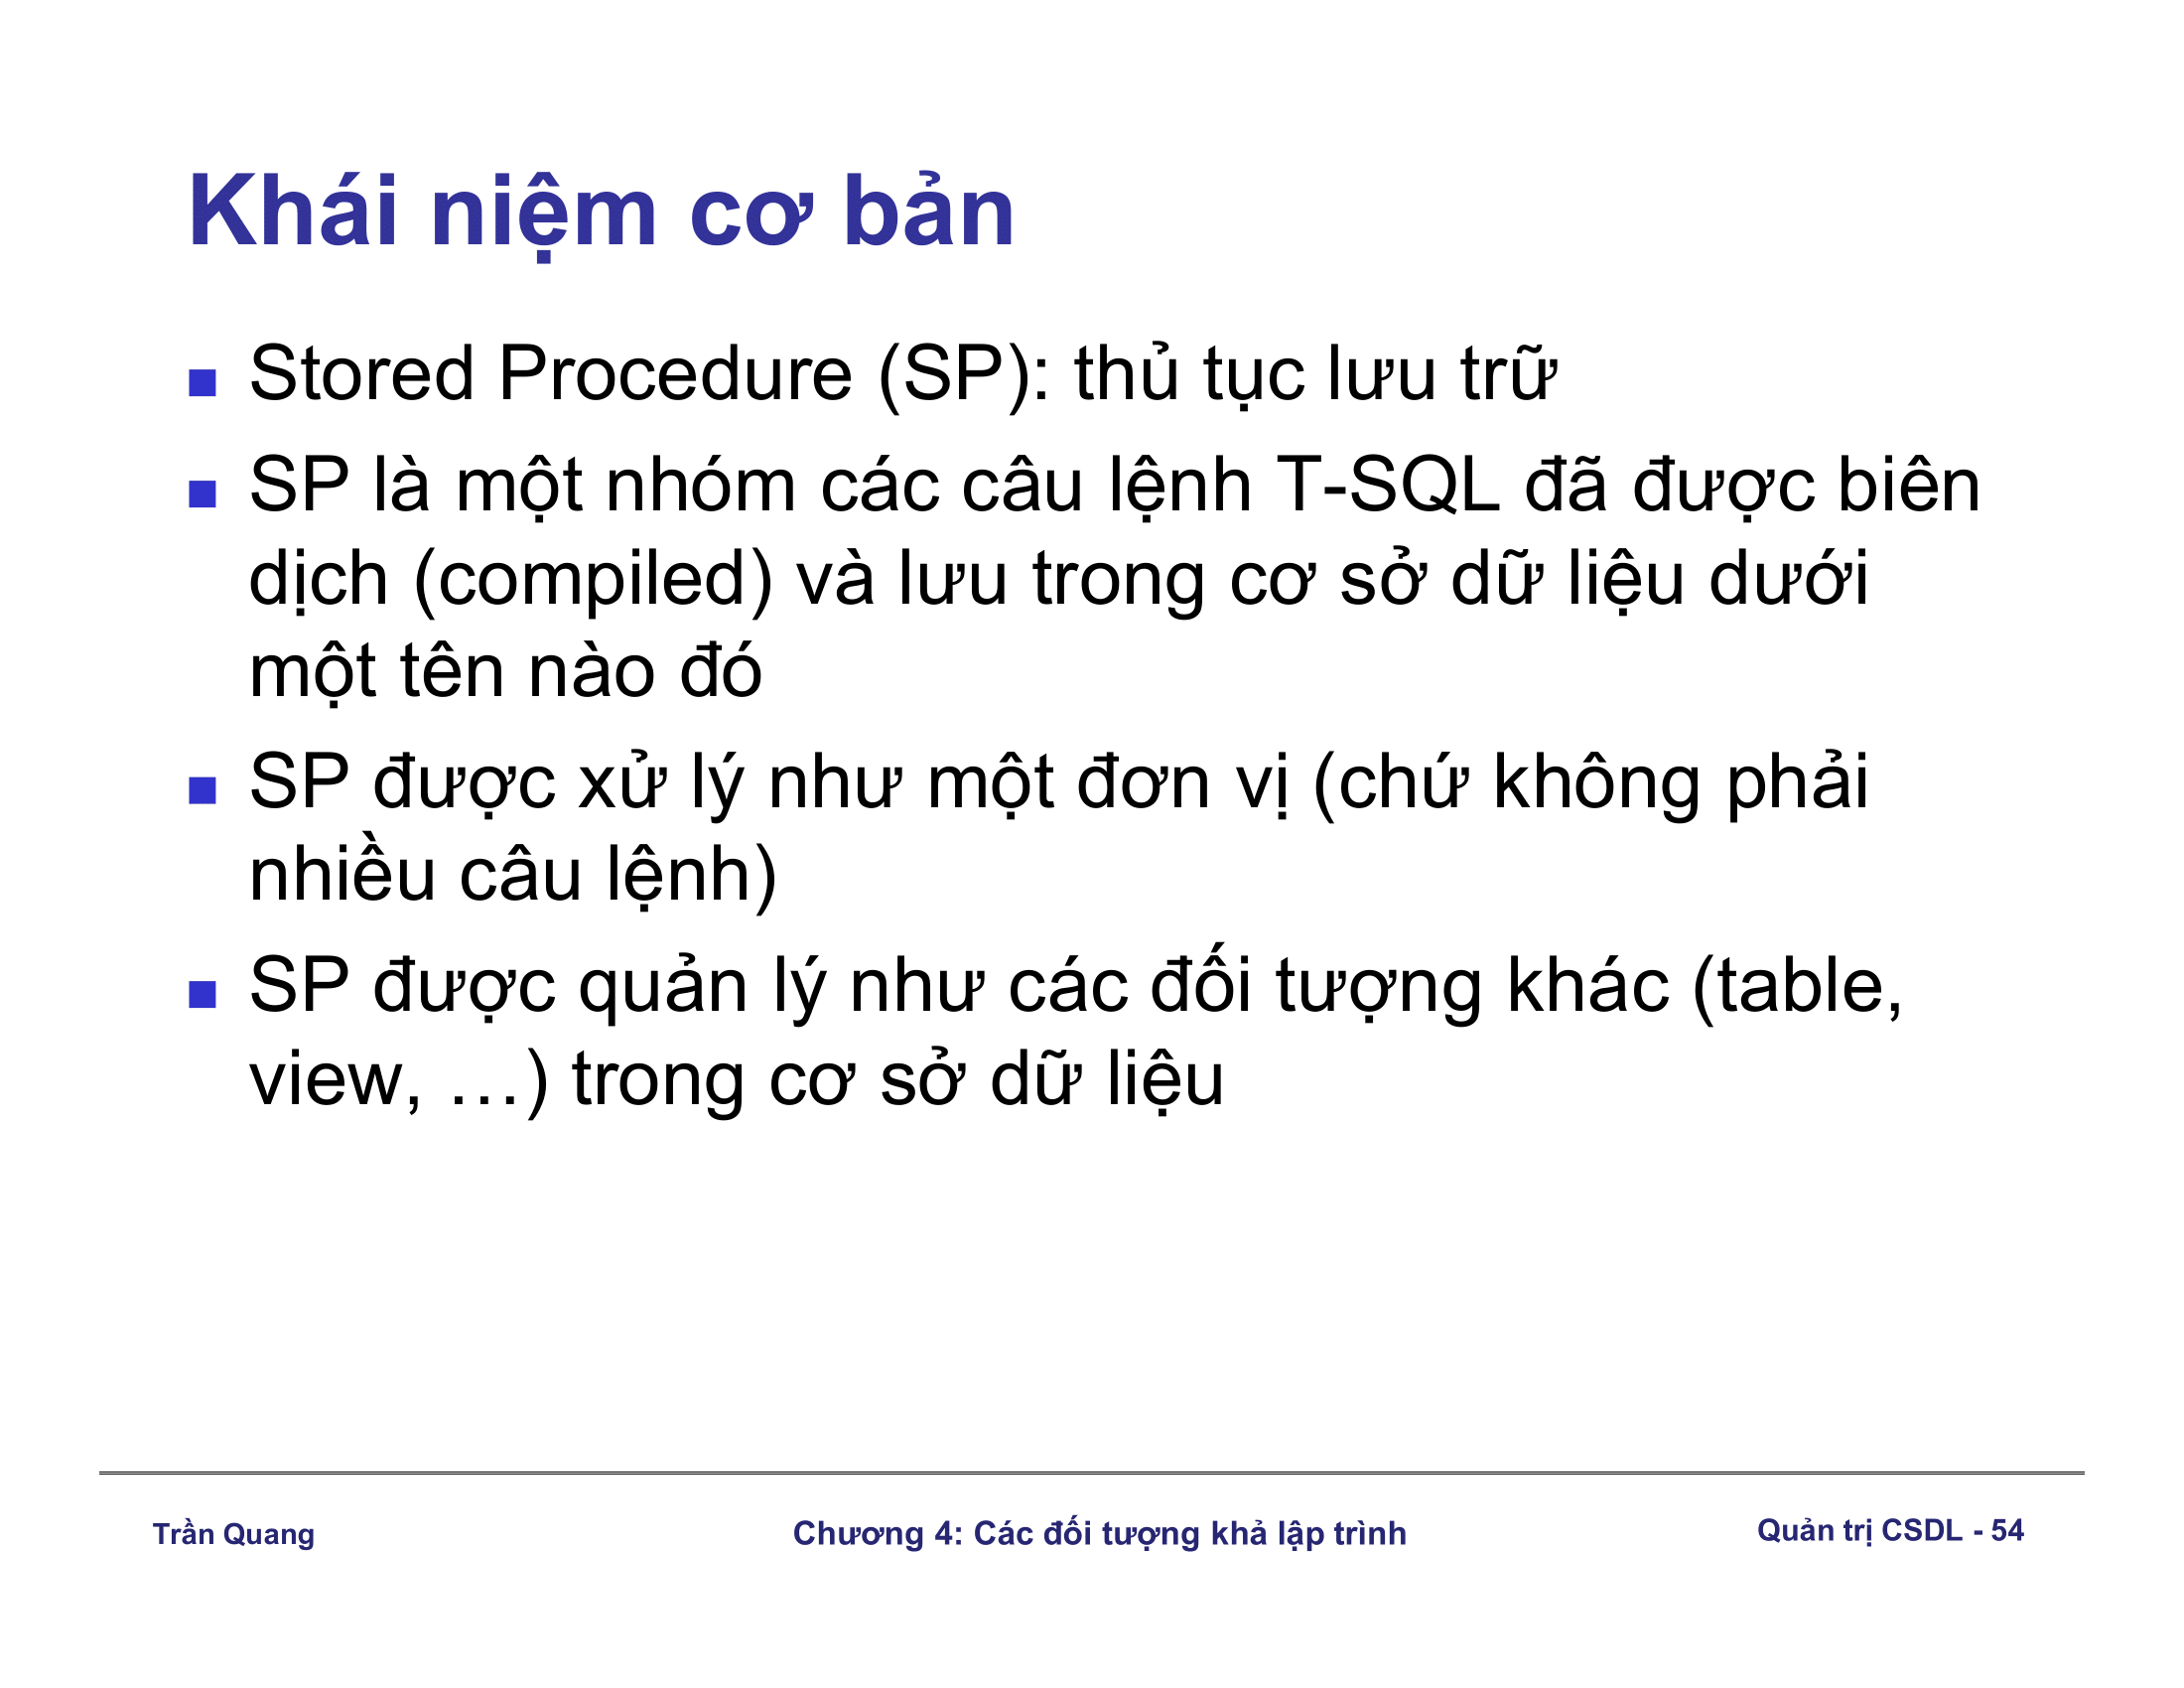 Khái niệm cơ bản
Stored Procedure (SP): thủ tục lưu trữ
SP là một nhóm các câu lệnh T-SQL đã được biên
dịch (compiled) và lưu trong cơ sở dữ liệu dưới
một tên nào đó
SP được xử lý như một đơn vị (chứ không phải
nhiều câu lệnh)
SP được quản lý như các đối tượng khác (table,
view, …) trong cơ sở dữ liệu
Trần Quang
Chương 4: Các đối tượng khả lập trình
Quản trị CSDL - 54